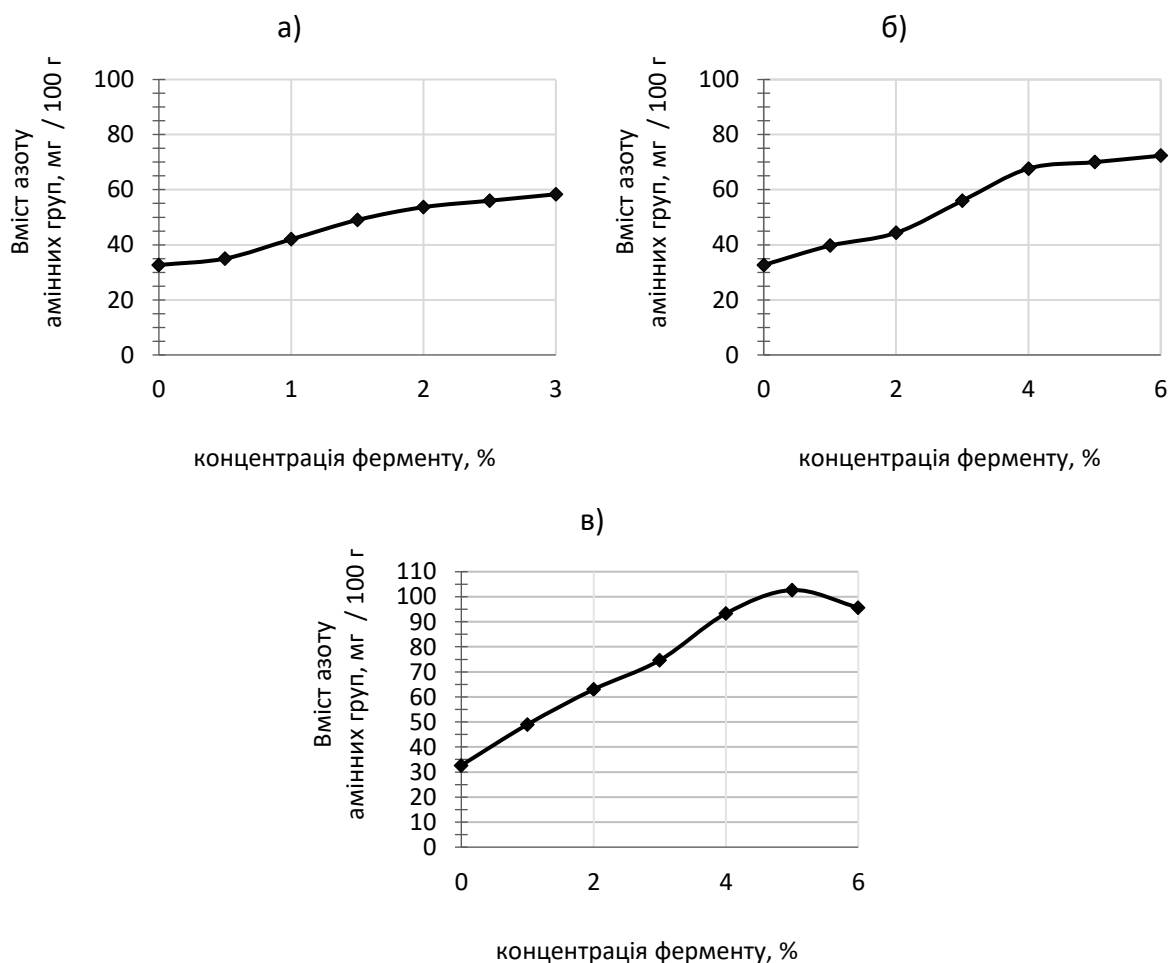 а)
Вміст азоту
амінних груп, мг / 100 г
100
80
60
40
20
0
0 1 2 3
концентрація ферменту, %
б)
Вміст азоту
амінних груп, мг / 100 г
100
80
60
40
20
0
0 2 4 6
концентрація ферменту, %
в)
Вміст азоту
амінних груп, мг / 100 г
110
100
90
80
70
60
50
40
30
20
10
0
0 2 4 6
концентрація ферменту, %